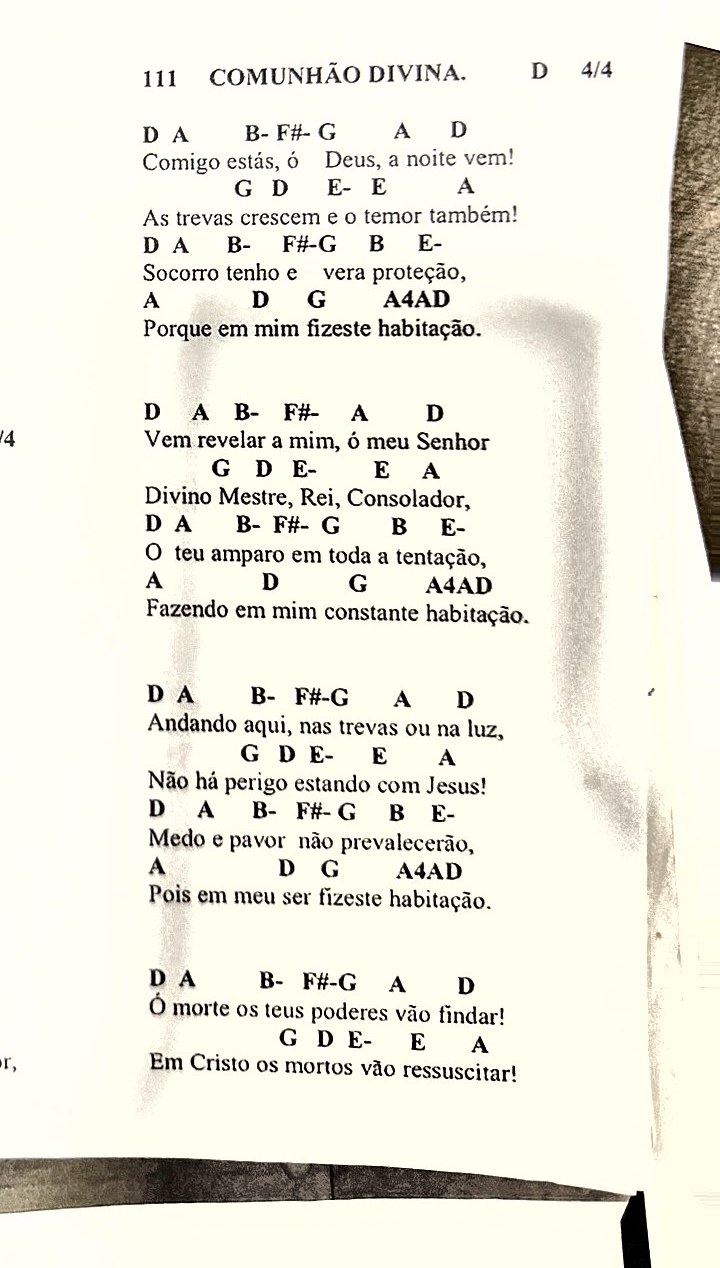 111 COMUNHÃO DIVINA. D 4/4
D A B- F#- G A D
Comigo estás, ó Deus, a noite vem!
G D E- E A
As trevas crescem e o temor também!
D A B- F#-G B E-
Socorro tenho e vera proteção,
A D G A4AD
Porque em mim fizeste habitação.
D A B- F#- A D
Vem revelar a mim, ó meu Senhor
G D E- E A
Divino Mestre, Rei, Consolador,
D A B- F#- G B E-
O teu amparo em toda a tentação,
A D G A4AD
Fazendo em mim constante habitação.
D A B- F#-G A D
Andando aqui, nas trevas ou na luz,
G D E- E A
Não há perigo estando com Jesus!
D A B- F#- G B E-
Medo e pavor não prevalecerão,
A D G A4AD
Pois em meu ser fizeste habitação.
D A B- F#-G A D
Ó morte os teus poderes vão findar!
G D E- E A
Em Cristo os mortos vão ressuscitar!